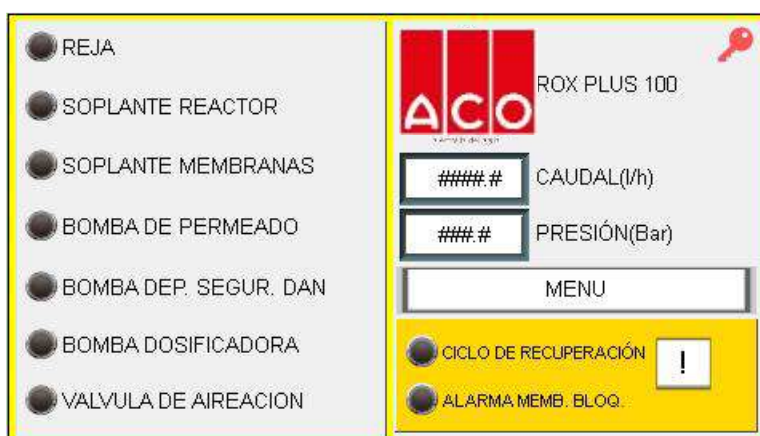 REJA
SOPLANTE REACTOR
SOPLANTE MEMBRANAS
BOMBA DE PERMEADO
BOMBA DEP. SEGUR. DAN
BOMBA DOSIFICADORA
VALVULA DE AIREACION
ACO
ROX PLUS 100
####.# CAUDAL(l/h)
###.# PRESIÓN(Bar)
MENU
CICLO DE RECUPERACIÓN
!
ALARMA MEMB. BLOQ.